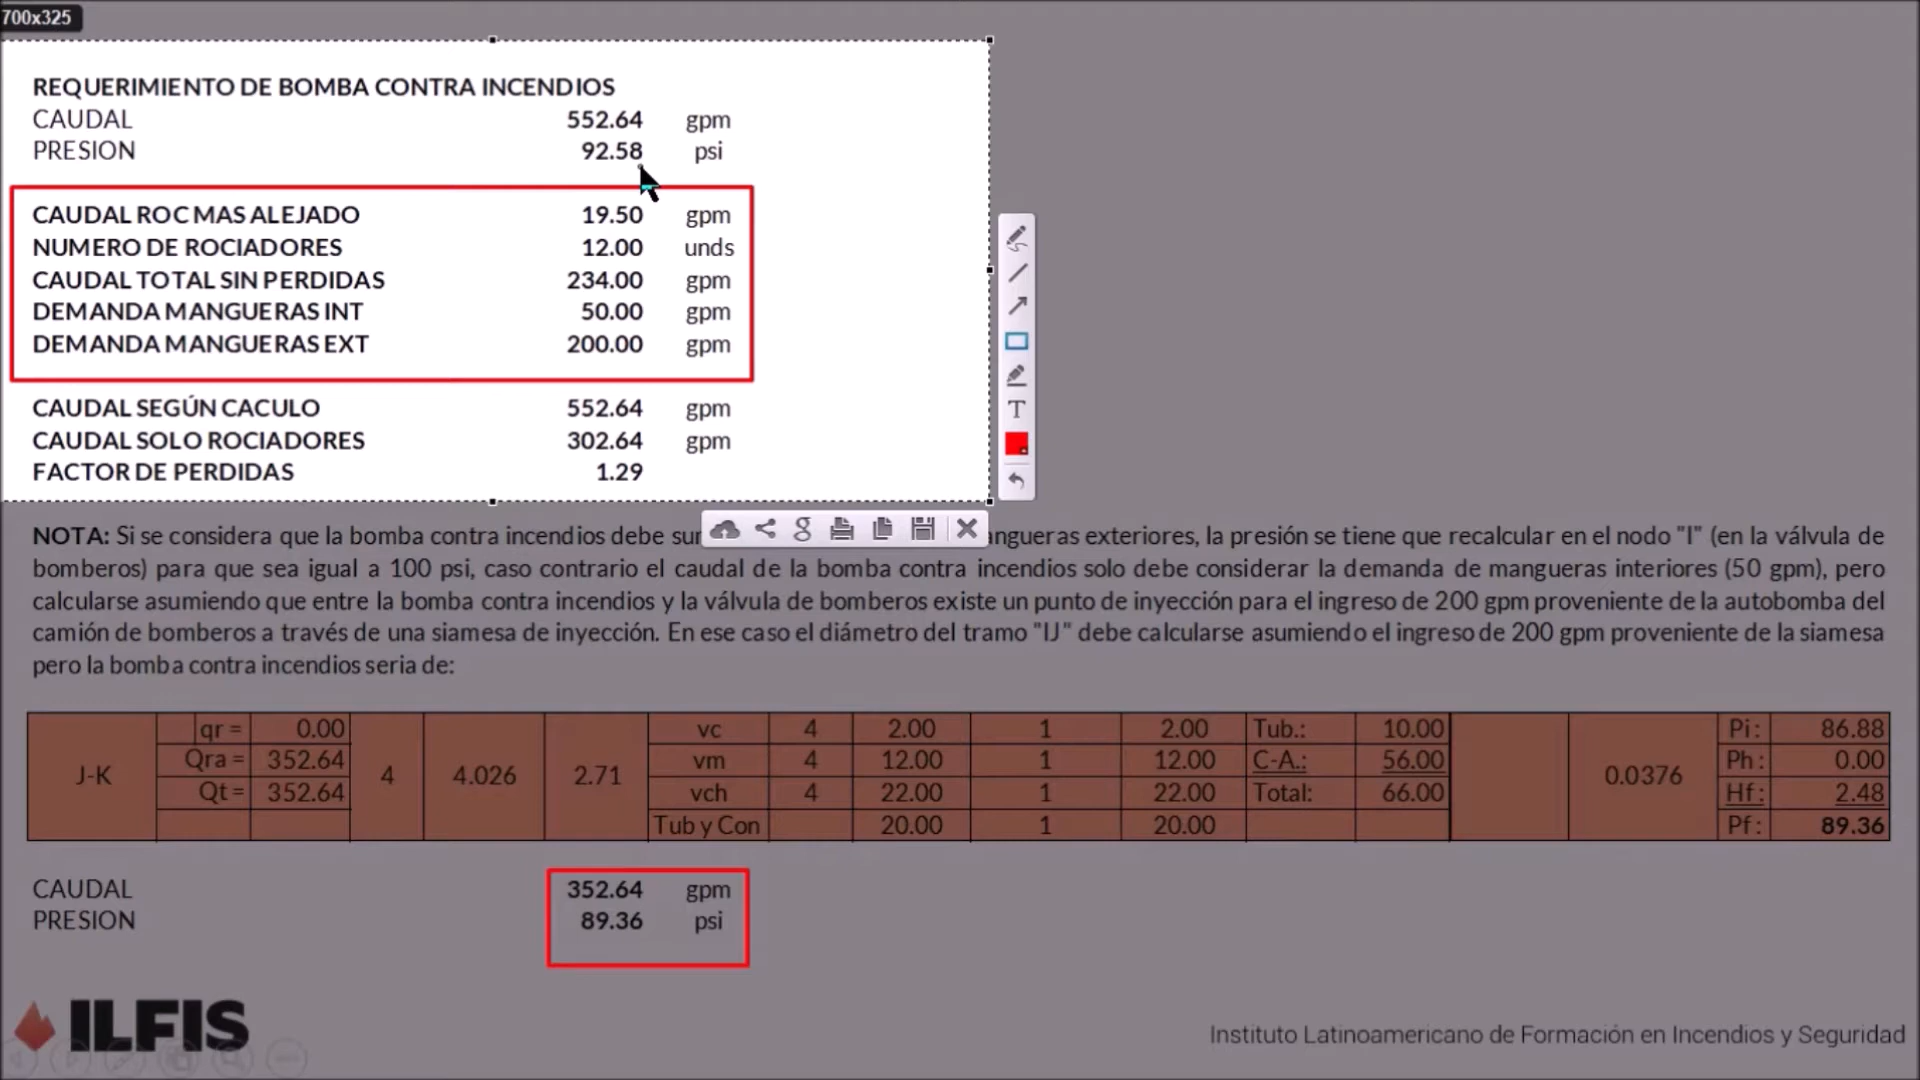 700x325
REQUERIMIENTO DE BOMBA CONTRA INCENDIOS
CAUDAL 552.64 gpm
PRESION 92.58 psi
CAUDAL ROC MAS ALEJADO 19.50 gpm
NUMERO DE ROCIADORES 12.00 unds
CAUDAL TOTAL SIN PERDIDAS 234.00 gpm
DEMANDA MANGUERAS INT 50.00 gpm
DEMANDA MANGUERAS EXT 200.00 gpm
CAUDAL SEGÚN CACULO 552.64 gpm
CAUDAL SOLO ROCIADORES 302.64 gpm
FACTOR DE PERDIDAS 1.29
NOTA: Si se considera que la bomba contra incendios debe exteriores, la presión se tiene que recalcular en el nodo "I" (en la válvula de
bomberos) para que sea igual a 100 psi, caso contrario el caudal de la bomba contra incendios solo debe considerar la demanda de mangueras interiores (50 gpm), pero
calcularse asumiendo que entre la bomba contra incendios y la válvula de bomberos existe un punto de inyección para el ingreso de 200 gpm proveniente de la autobomba del
camión de bomberos a través de una siamesa de inyección. En ese caso el diámetro del tramo "IJ" debe calcularse asumiendo el ingreso de 200 gpm proveniente de la siamesa
pero la bomba contra incendios seria de:
qr = 0.00 vc 4 2.00 1 2.00 Tub.: 10.00 Pi: 86.88
Qra = 352.64 vm 4 12.00 1 12.00 C-A.: 56.00 Ph: 0.00
J-K 4 4.026 2.71 0.0376
Qt = 352.64 vch 4 22.00 1 22.00 Total: 66.00 Hf: 2.48
Tub y Con 20.00 1 20.00 Pf: 89.36
CAUDAL 352.64 gpm
PRESION 89.36 psi
ILFIS
Instituto Latinoamericano de Formación en Incendios y Seguridad